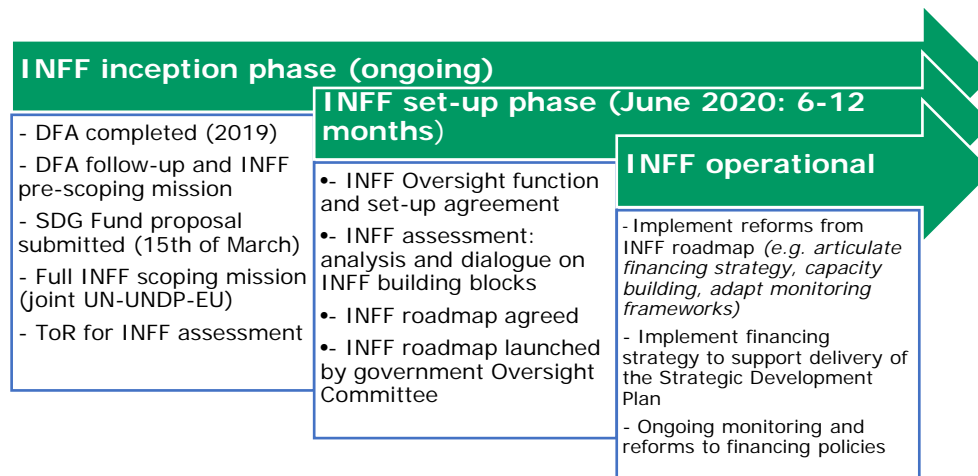 INFF inception phase (ongoing)
- DFA completed (2019)
- DFA follow-up and INFF
pre-scoping mission
- SDG Fund proposal
submitted (15th of March)
- Full INFF scoping mission
(joint UN-UNDP-EU)
- ToR for INFF assessment
INFF set-up phase (June 2020: 6-12
months)
•- INFF Oversight function
and set-up agreement
•- INFF assessment:
analysis and dialogue on
INFF building blocks
•- INFF roadmap agreed
•- INFF roadmap launched
by government Oversight
Committee
INFF operational
- Implement reforms from
INFF roadmap (e.g. articulate
financing strategy, capacity
building, adapt monitoring
frameworks)
- Implement financing
strategy to support delivery of
the Strategic Development
Plan
- Ongoing monitoring and
reforms to financing policies